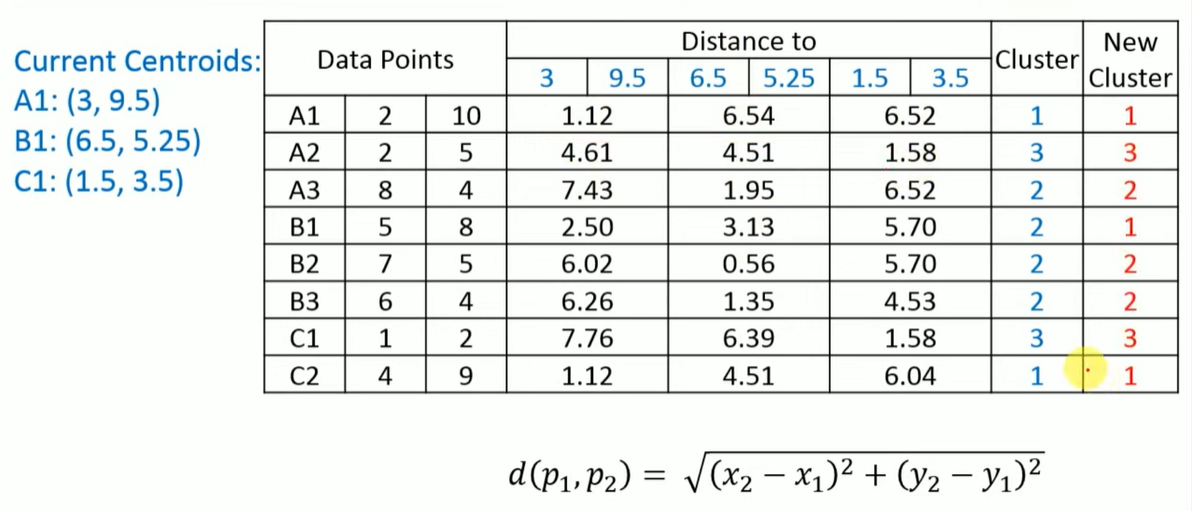 Current Centroids:
A1: (3, 9.5)
B1: (6.5, 5.25)
C1: (1.5, 3.5)
Data Points Distance to Cluster New Cluster
3 9.5 6.5 5.25 1.5 3.5
A1 2 10 1.12 6.54 6.52 1 1
A2 2 5 4.61 4.51 1.58 3 3
A3 8 4 7.43 1.95 6.52 2 2
B1 5 8 2.50 3.13 5.70 2 1
B2 7 5 6.02 0.56 5.70 2 2
B3 6 4 6.26 1.35 4.53 2 2
C1 1 2 7.76 6.39 1.58 3 3
C2 4 9 1.12 4.51 6.04 1 1
d(p₁, p₂) = √(x₂ − x₁)² + (y₂ − y₁)²